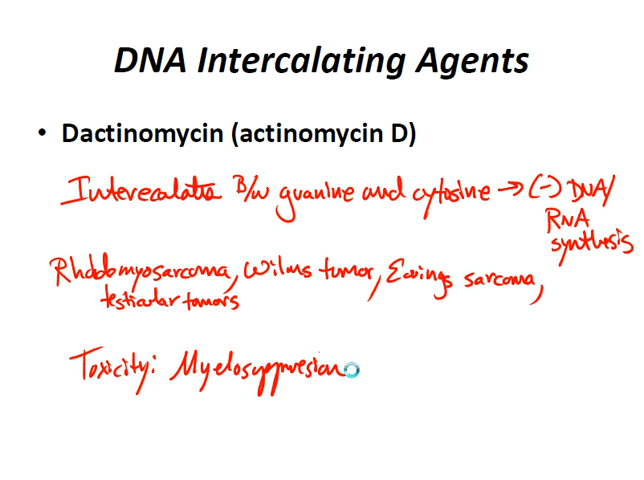 DNA Intercalating Agents
• Dactinomycin (actinomycin D)
Interecalates B/w guanine and cytosine → (-) DNA/
RNA
synthesis
Rhabdomyosarcoma, Wilms tumor, Ewings sarcoma,
testicular tumors
Toxicity: Myelosuppression